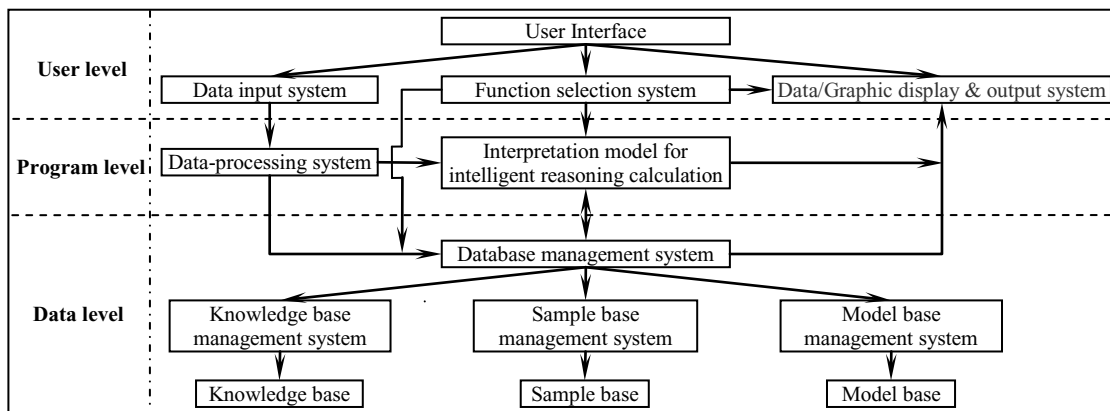 User Interface
User level
Data input system
Function selection system
Data/Graphic display & output system
Program level
Data-processing system
Interpretation model for
intelligent reasoning calculation
Database management system
Data level
Knowledge base
management system
Sample base
management system
Model base
management system
Knowledge base
Sample base
Model base